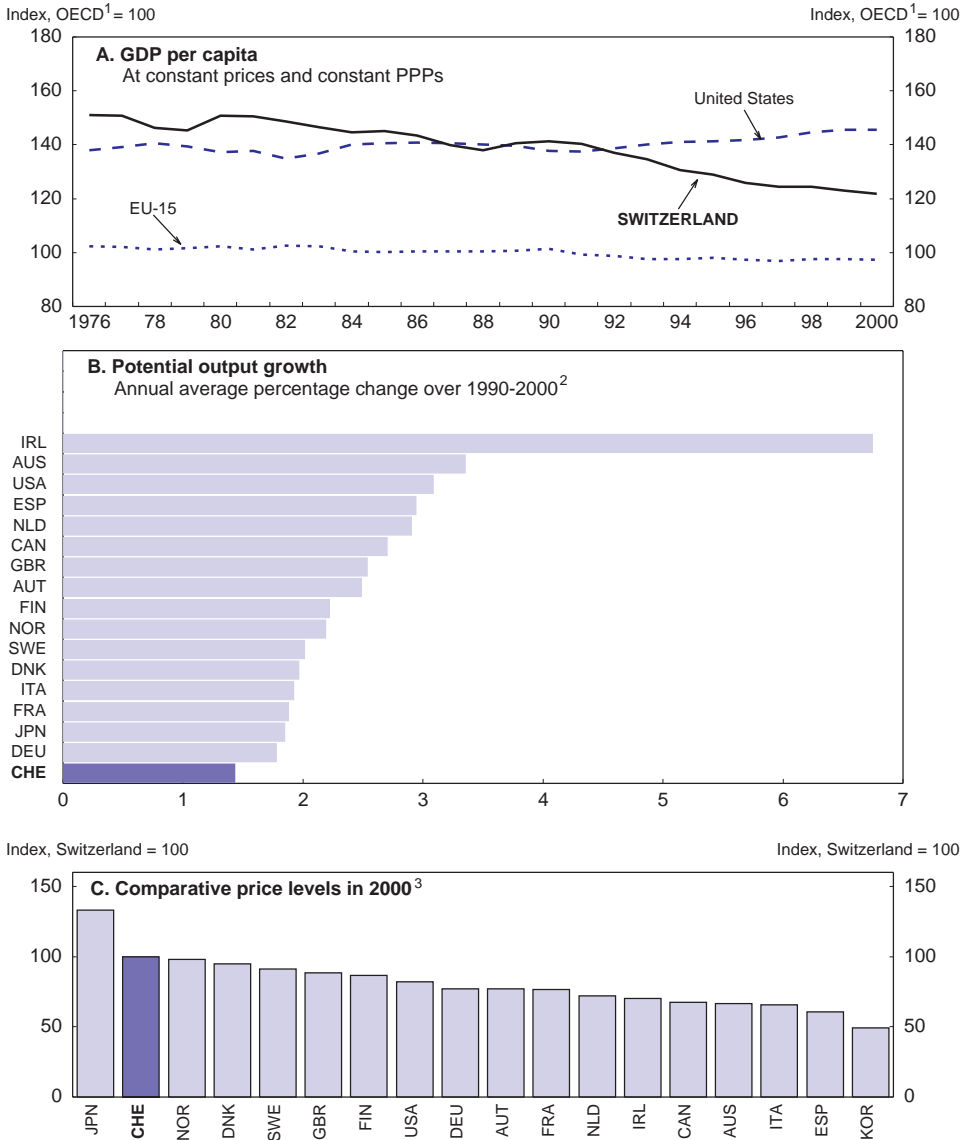 Index, OECD1 = 100 Index, OECD1 = 100
180 180
A. GDP per capita
At constant prices and constant PPPs
160 160
United States
140 140
120 120
SWITZERLAND
EU-15
100 100
80 80
1976 78 80 82 84 86 88 90 92 94 96 98 2000
B. Potential output growth
Annual average percentage change over 1990-2000 2
IRL
AUS
USA
ESP
NLD
CAN
GBR
AUT
FIN
NOR
SWE
DNK
ITA
FRA
JPN
DEU
CHE
0 1 2 3 4 5 6 7
Index, Switzerland = 100 Index, Switzerland = 100
150 150
C. Comparative price levels in 2000 3
100 100
50 50
0 0
JPN CHE NOR DNK SWE GBR FIN USA DEU AUT FRA NLD IRL CAN AUS ITA ESP KOR